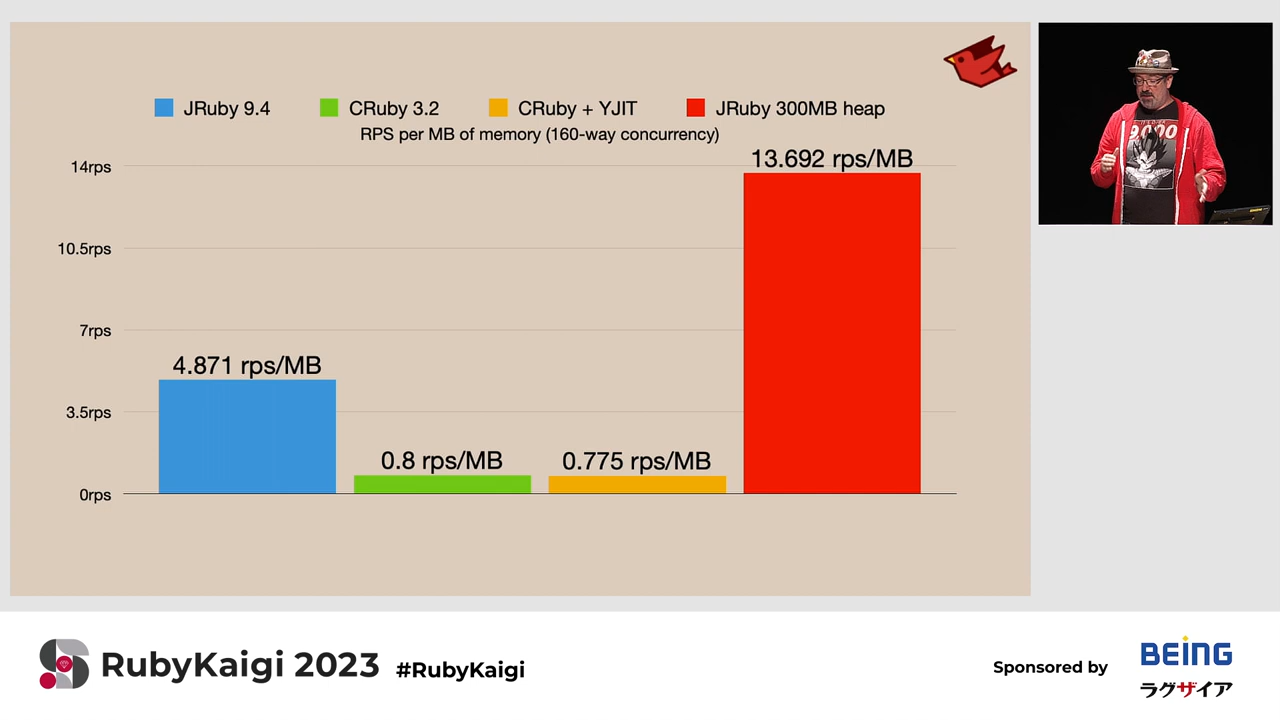 JRuby 9.4 CRuby 3.2 CRuby + YJIT JRuby 300MB heap
RPS per MB of memory (160-way concurrency)
14rps
10.5rps
7rps
3.5rps
0rps
4.871 rps/MB
0.8 rps/MB
0.775 rps/MB
13.692 rps/MB
9000
RubyKaigi 2023 #RubyKaigi
Sponsored by
BEING
ラグザイア